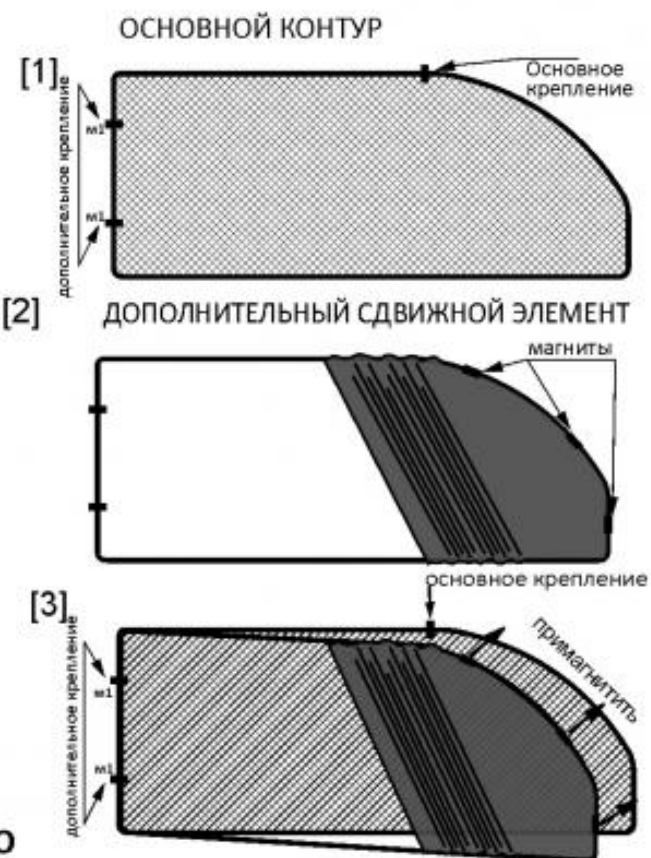 ОСНОВНОЙ КОНТУР
[1]
Основное
крепление
дополнительное крепление
м1
м1
[2]
ДОПОЛНИТЕЛЬНЫЙ СДВИЖНОЙ ЭЛЕМЕНТ
магниты
основное крепление
[3]
примагнитить
дополнительное крепление
м1
м1
о